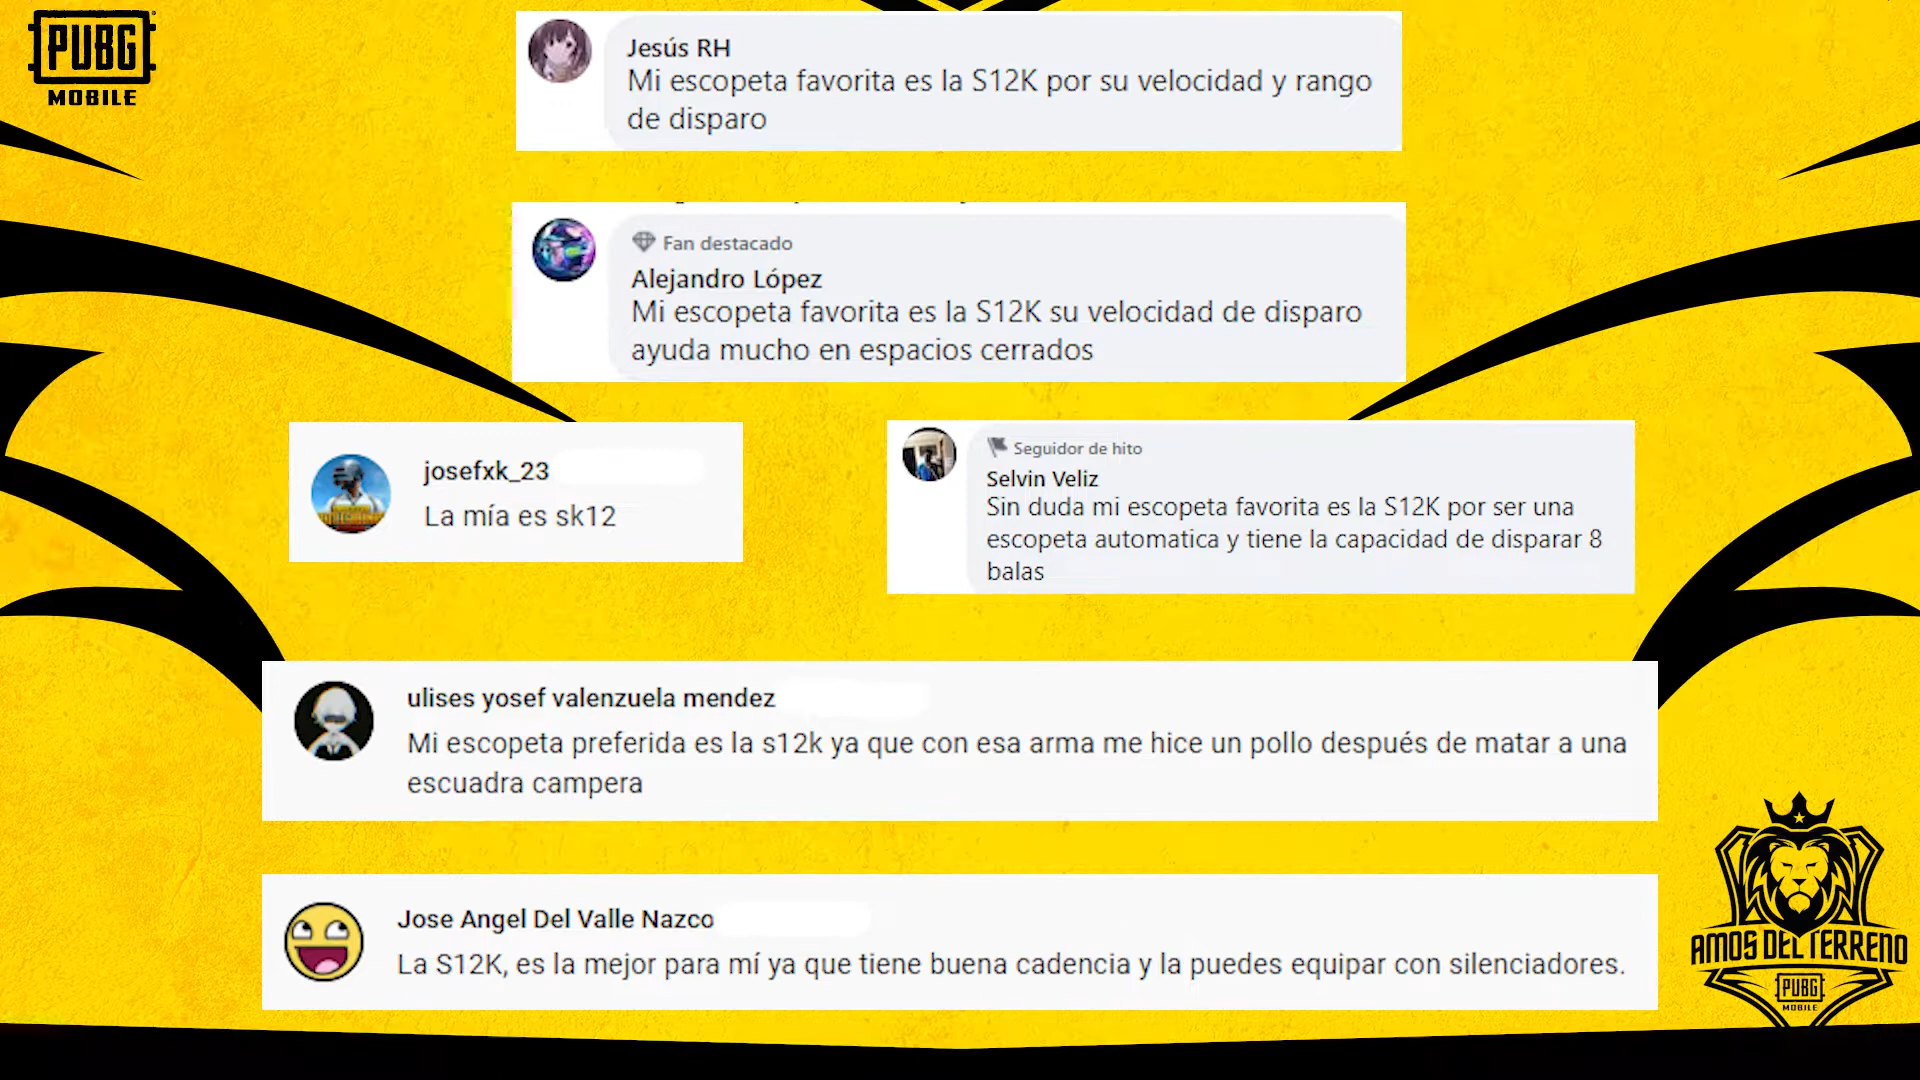 PUBG
MOBILE
Jesús RH
Mi escopeta favorita es la S12K por su velocidad y rango
de disparo
Fan destacado
Alejandro López
Mi escopeta favorita es la S12K su velocidad de disparo
ayuda mucho en espacios cerrados
josefxk_23
La mía es sk12
Seguidor de hito
Selvin Veliz
Sin duda mi escopeta favorita es la S12K por ser una
escopeta automatica y tiene la capacidad de disparar 8
balas
ulises yosef valenzuela mendez
Mi escopeta preferida es la s12k ya que con esa arma me hice un pollo después de matar a una
escuadra campera
Jose Angel Del Valle Nazco
La S12K, es la mejor para mí ya que tiene buena cadencia y la puedes equipar con silenciadores.
AMOS DEL TERRENO
PUBG
MOBILE